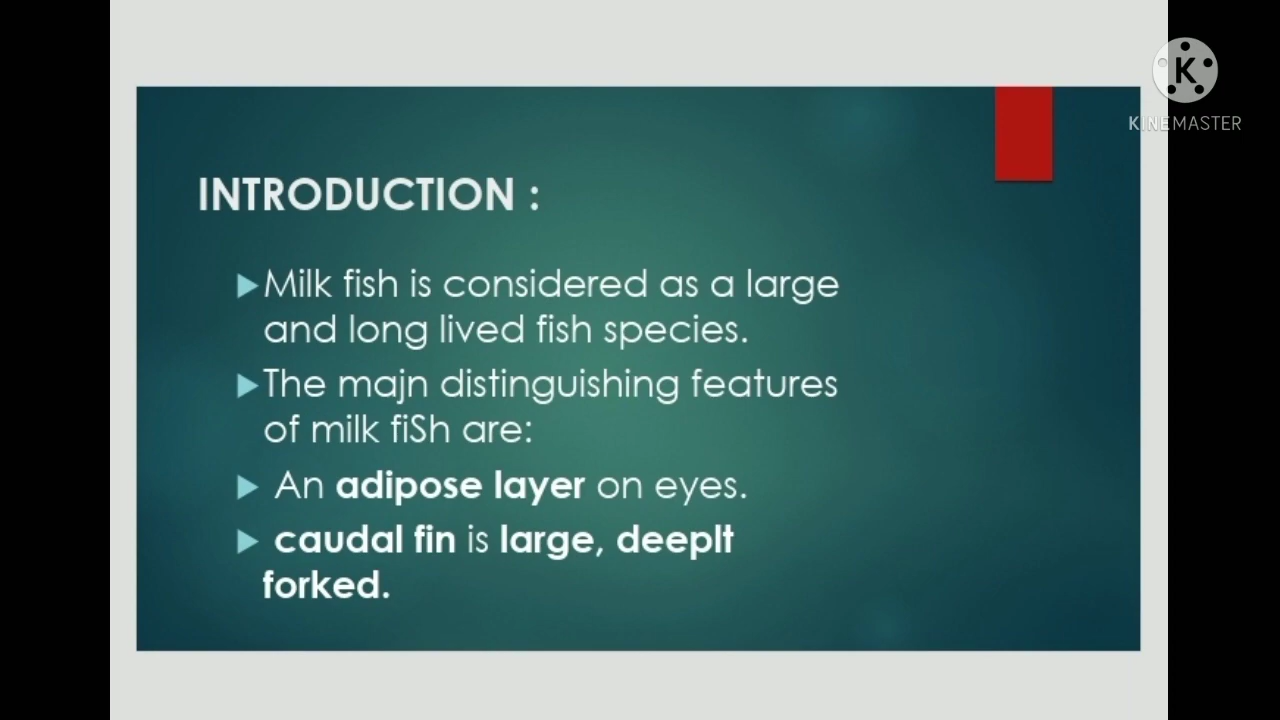 KINEMASTER
INTRODUCTION :
Milk fish is considered as a large
and long lived fish species.
The majn distinguishing features
of milk fiSh are:
An adipose layer on eyes.
caudal fin is large, deeplt
forked.